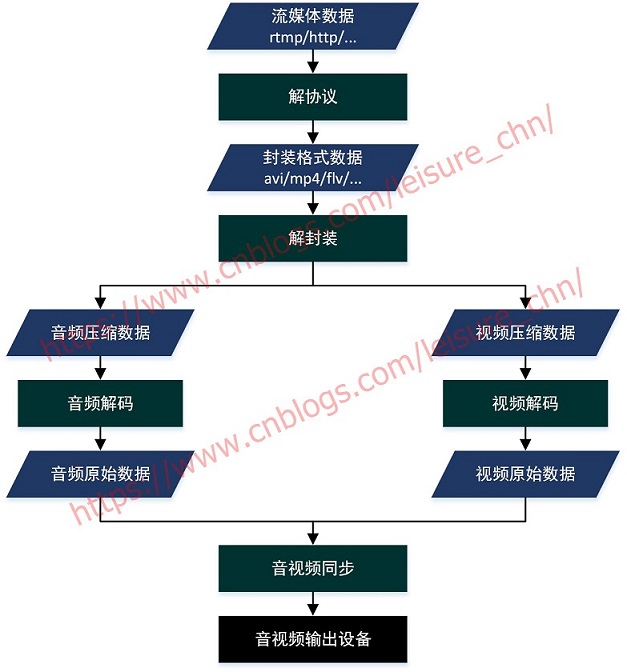 流媒体数据
rtmp/http/...
解协议
封装格式数据
avi/mp4/flv/...
解封装
音频压缩数据
视频压缩数据
音频解码
视频解码
音频原始数据
视频原始数据
音视频同步
音视频输出设备
https://www.cnblogs.com/leisure_chn/
https://www.cnblogs.com/leisure_chn/